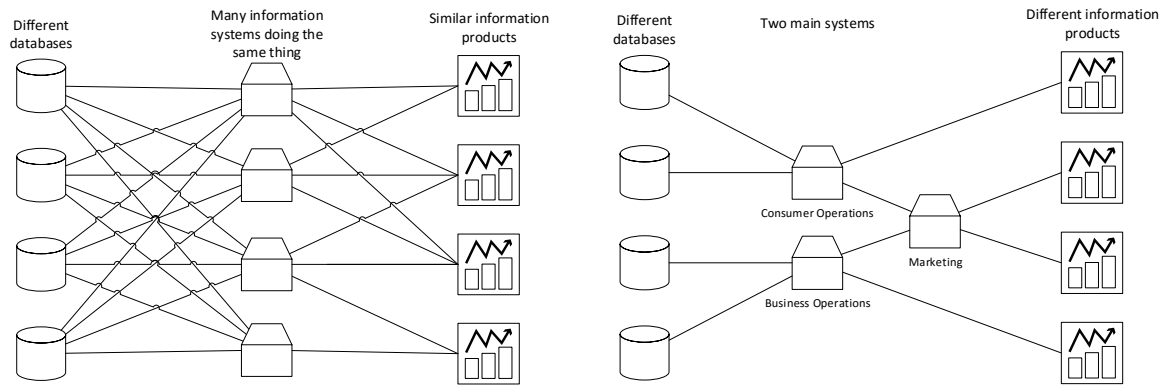 Different
databases
Many information
systems doing the
same thing
Similar information
products
Different
databases
Two main systems
Different information
products
Consumer Operations
Marketing
Business Operations